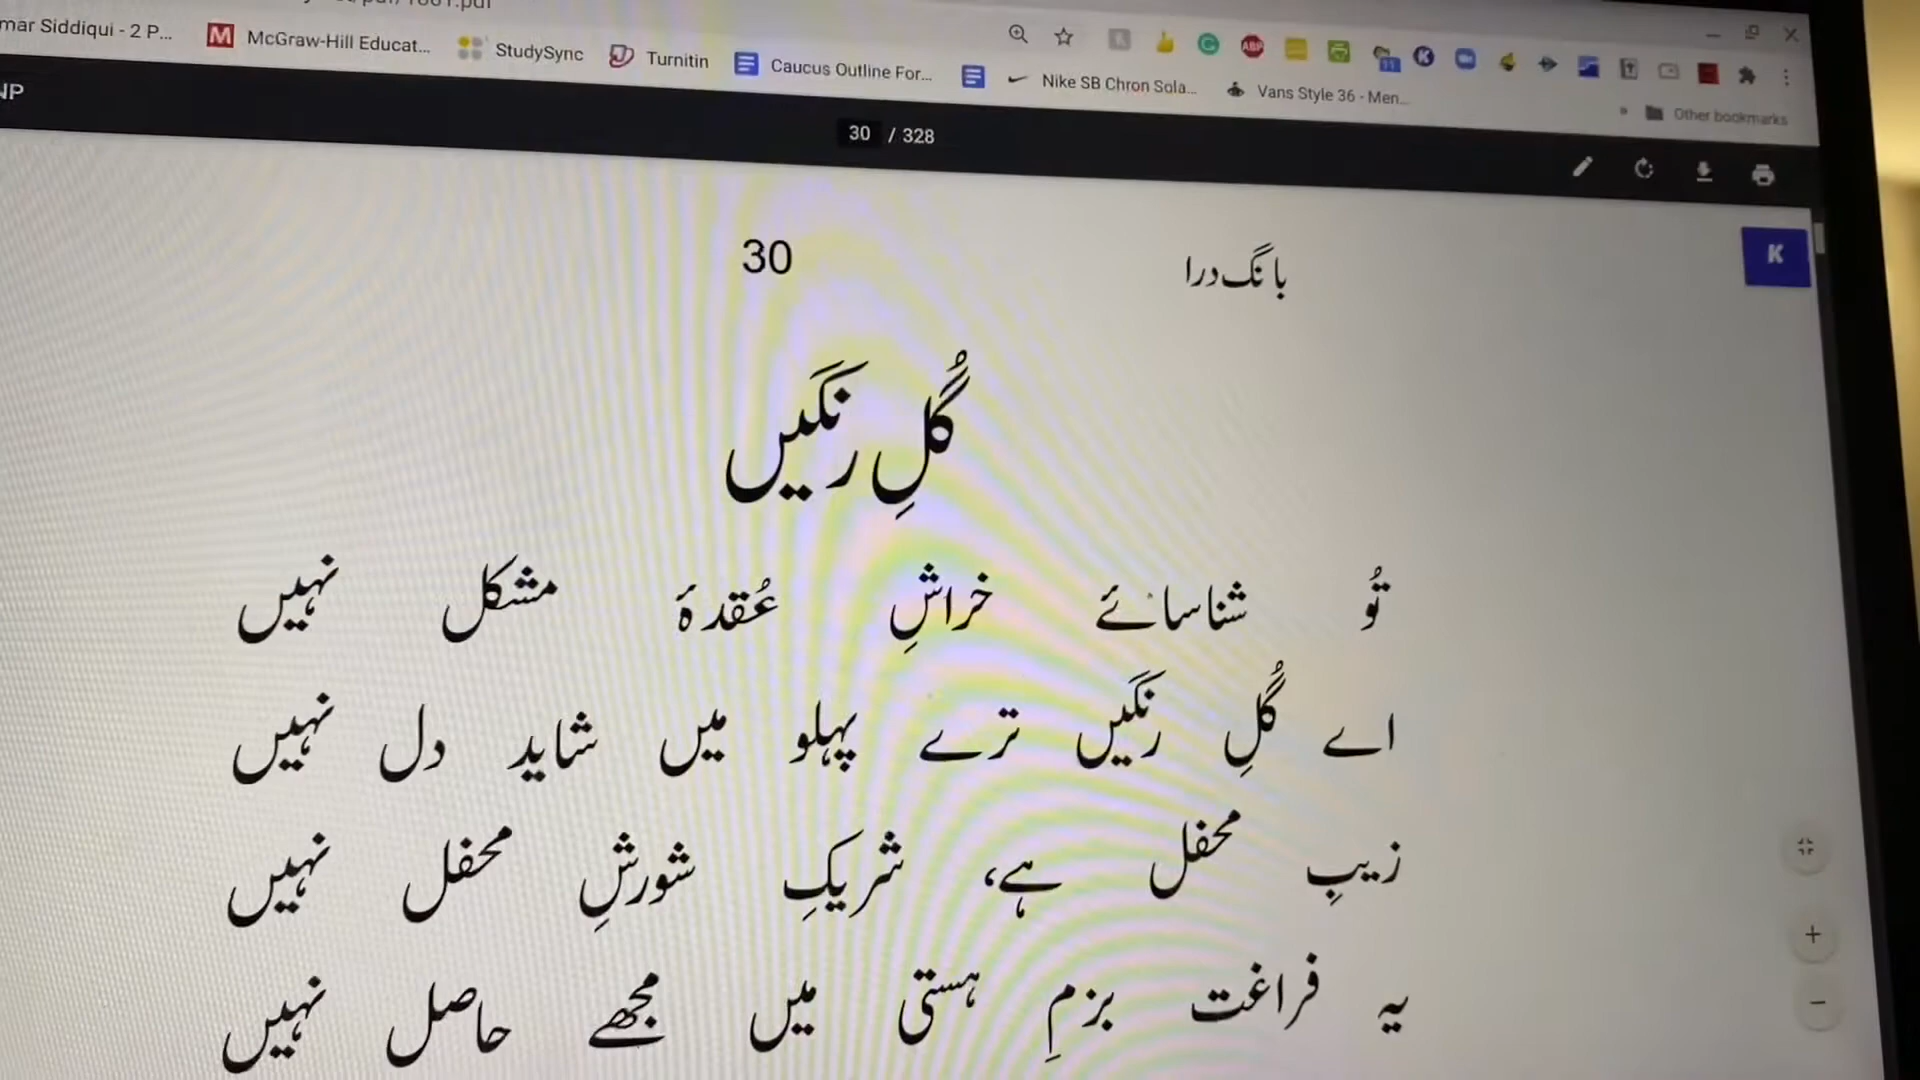 mar Siddiqui - 2 P...
McGraw-Hill Educat...
StudySync
Turnitin
Caucus Outline For...
Nike SB Chron Sola...
Vans Style 36 - Men...
Other bookmarks
30 / 328
30
بانگ درا
گُلِ رنگیں
تُو شناسائے خراشِ عُقدۂ مشکل نہیں
اے گُلِ رنگیں ترے پہلو میں شاید دل نہیں
زیبِ محفل ہے، شریکِ شورشِ محفل نہیں
یہ فراغت بزمِ ہستی میں مجھے حاصل نہیں
K